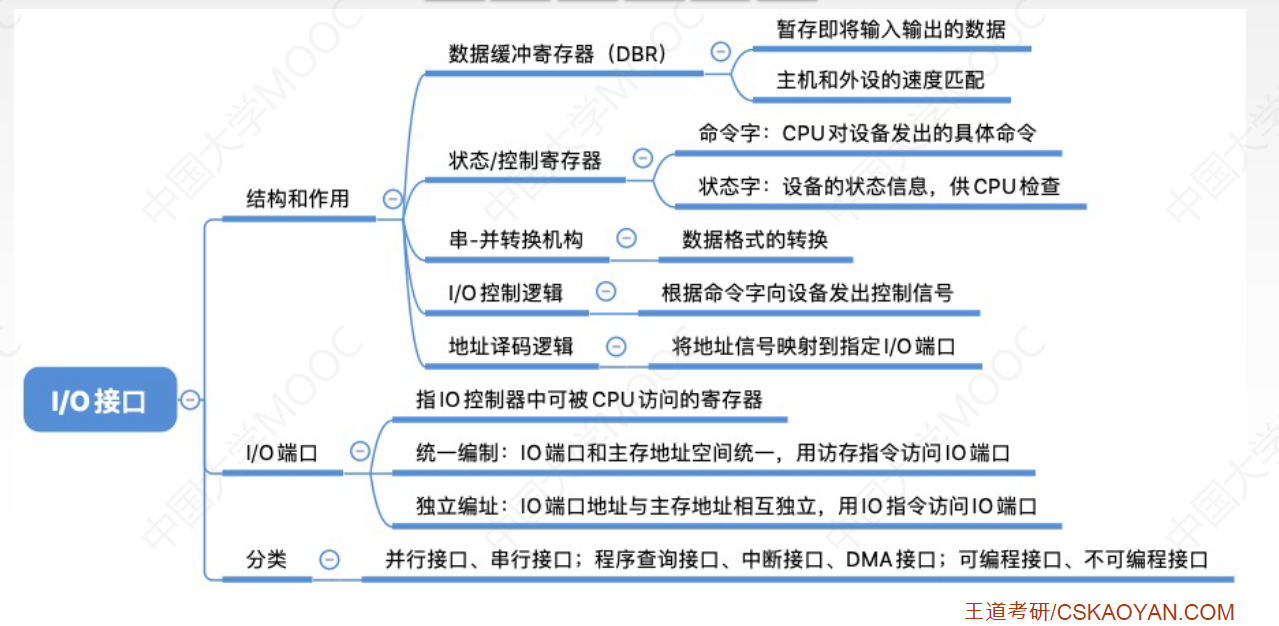 暂存即将输入输出的数据
数据缓冲寄存器（DBR）
主机和外设的速度匹配
命令字：CPU对设备发出的具体命令
状态/控制寄存器
状态字：设备的状态信息，供CPU检查
结构和作用
串-并转换机构
数据格式的转换
I/O控制逻辑
根据命令字向设备发出控制信号
地址译码逻辑
将地址信号映射到指定I/O端口
I/O接口
指IO控制器中可被CPU访问的寄存器
I/O端口
统一编制：IO端口和主存地址空间统一，用访存指令访问IO端口
独立编址：IO端口地址与主存地址相互独立，用IO指令访问IO端口
分类
并行接口、串行接口；程序查询接口、中断接口、DMA接口；可编程接口、不可编程接口
王道考研/CSKAOYAN.COM
中国大学MOOC